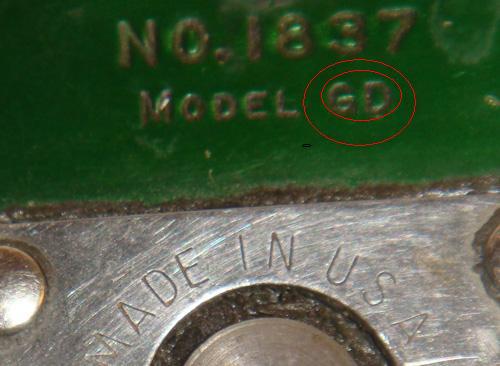 NO. 1837
MODEL GD
MADE IN USA